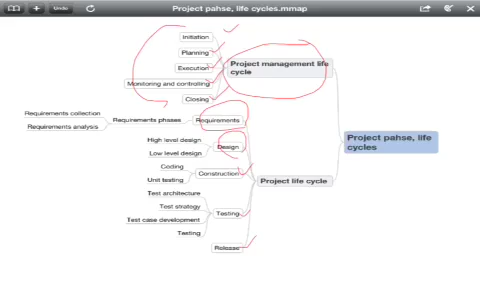 Project pahse, life cycles.mmap
Undo
Initiation
Planning
Execution
Monitoring and controlling
Closing
Project management life
cycle
Requirements collection
Requirements analysis
Requirements phases
Requirements
High level design
Low level design
Design
Coding
Unit testing
Construction
Test architecture
Test strategy
Test case development
Testing
Testing
Release
Project life cycle
Project pahse, life
cycles